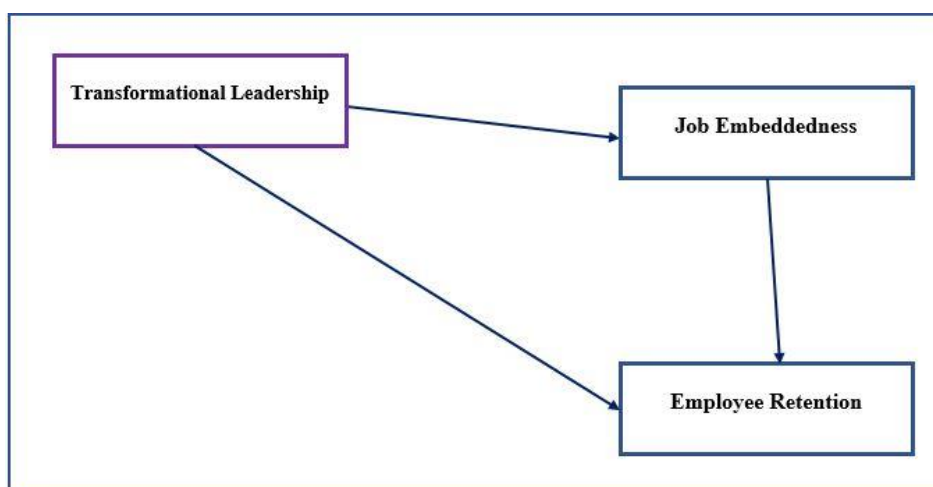 Transformational Leadership
Job Embeddedness
Employee Retention